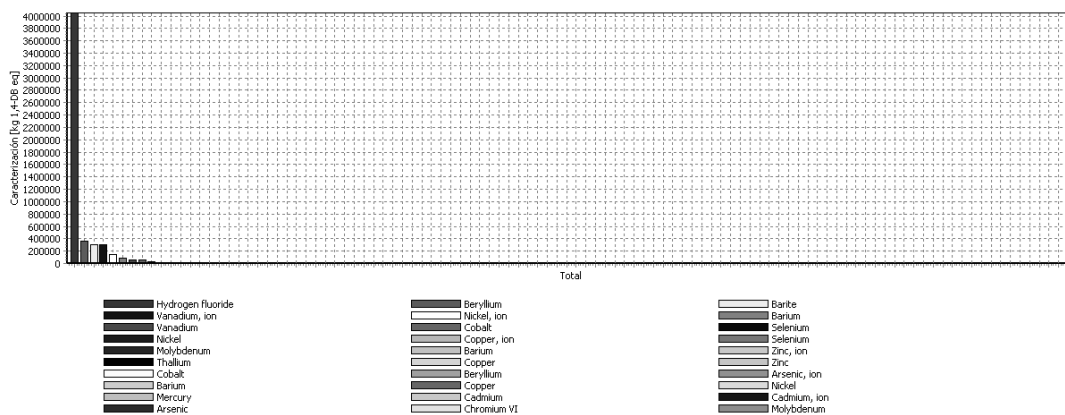 4000000
3800000
3600000
3400000
3200000
3000000
2800000
2600000
2400000
2200000
2000000
1800000
1600000
1400000
1200000
1000000
800000
600000
400000
200000
0
Caracterización [kg 1,4-DB eq]
Total
Hydrogen fluoride
Vanadium, ion
Vanadium
Nickel
Molybdenum
Thallium
Cobalt
Barium
Mercury
Arsenic
Beryllium
Nickel, ion
Cobalt
Copper, ion
Barium
Copper
Beryllium
Copper
Cadmium
Chromium VI
Barite
Barium
Selenium
Selenium
Zinc, ion
Zinc
Arsenic, ion
Nickel
Cadmium, ion
Molybdenum